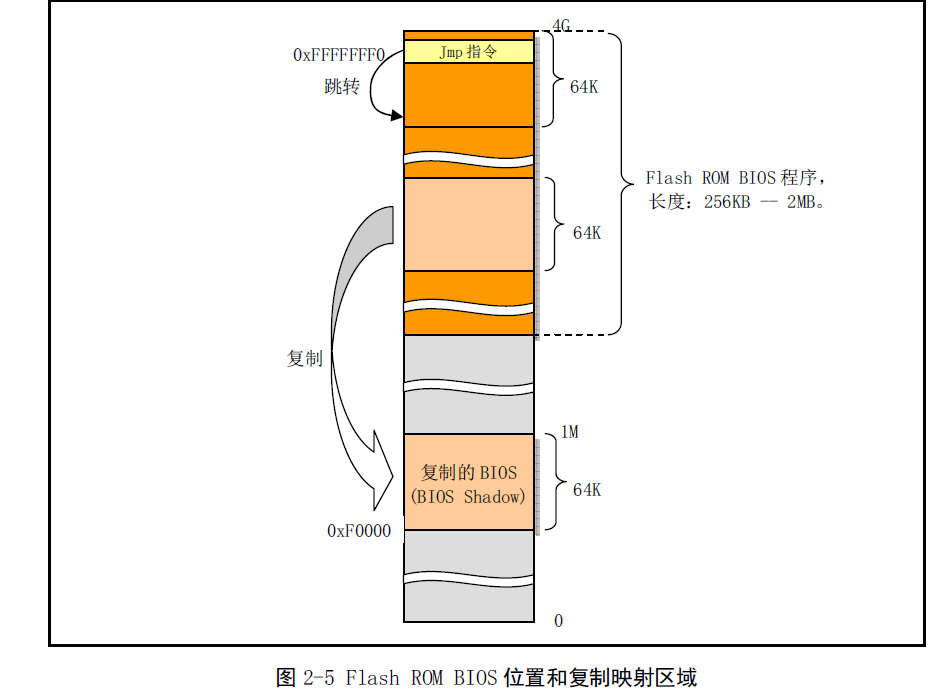 4G
0xFFFFFFF0
Jmp 指令
跳转
64K
Flash ROM BIOS 程序，
长度：256KB -- 2MB。
64K
复制
1M
复制的 BIOS
(BIOS Shadow)
64K
0xF0000
0
图 2-5 Flash ROM BIOS 位置和复制映射区域